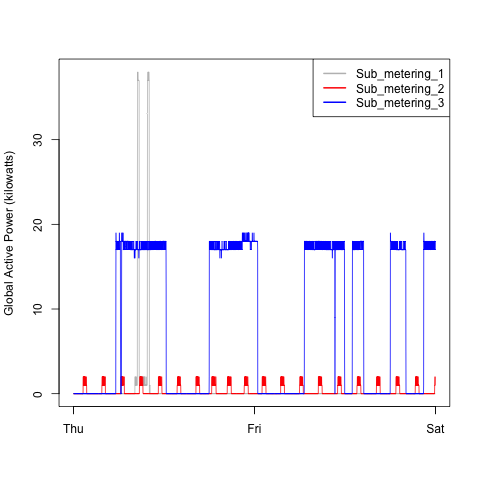 Sub_metering_1
Sub_metering_2
Sub_metering_3
Global Active Power (kilowatts)
30
20
10
0
Thu Fri Sat